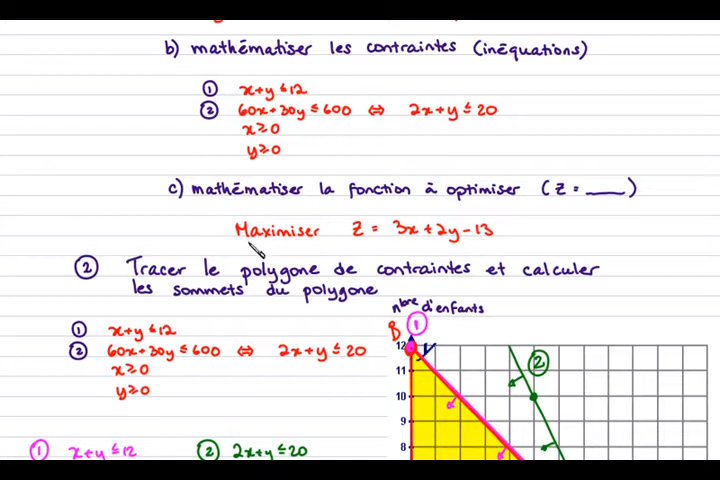 b) mathématiser les contraintes (inéquations)
① x+y≤12
② 60x+30y≤600 ⇔ 2x+y≤20
x≥0
y≥0
c) mathématiser la fonction à optimiser (Z = ____)
Maximiser Z = 3x+2y-13
② Tracer le polygone de contraintes et calculer
les sommets du polygone
nbre d'enfants
① x+y≤12
② 60x+30y≤600 ⇔ 2x+y≤20
x≥0
y≥0
B ①
②
12
11
10
9
8
① x+y≤12 ② 2x+y≤20